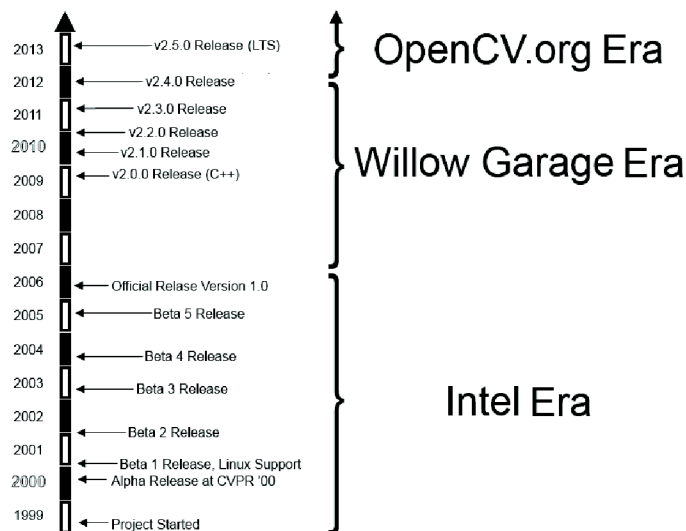 2013
v2.5.0 Release (LTS)
OpenCV.org Era
2012
v2.4.0 Release
2011
v2.3.0 Release
v2.2.0 Release
2010
v2.1.0 Release
Willow Garage Era
2009
v2.0.0 Release (C++)
2008
2007
2006
Official Relase Version 1.0
2005
Beta 5 Release
2004
Beta 4 Release
2003
Beta 3 Release
Intel Era
2002
Beta 2 Release
2001
Beta 1 Release, Linux Support
2000
Alpha Release at CVPR '00
1999
Project Started